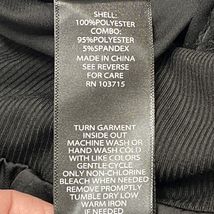 SHELL:
100%POLYESTER
COMBO:
95%POLYESTER
5%SPANDEX
MADE IN CHINA
SEE REVERSE
FOR CARE
RN 103715
TURN GARMENT
INSIDE OUT
MACHINE WASH OR
HAND WASH COLD
WITH LIKE COLORS
GENTLE CYCLE
ONLY NON-CHLORINE
BLEACH WHEN NEEDED
REMOVE PROMPTLY
TUMBLE DRY LOW
WARM IRON
IF NEEDED